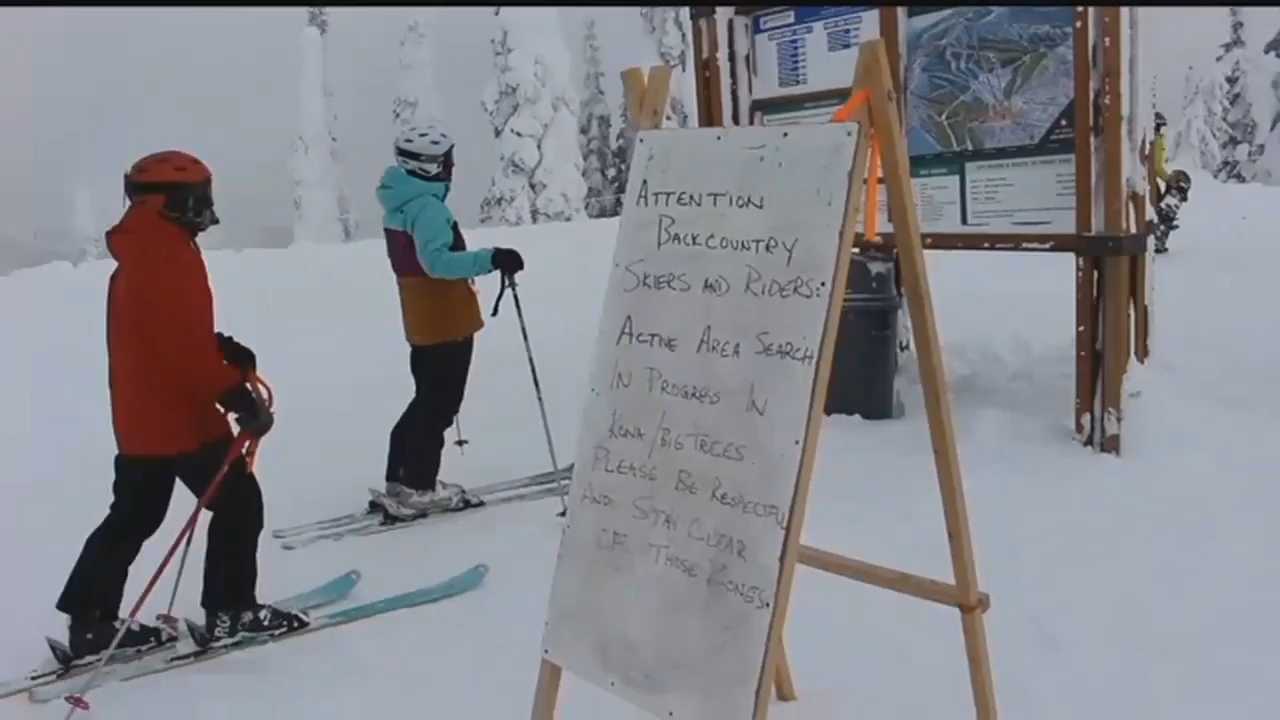 ATTENTION
BACKCOUNTRY
SKIERS AND RIDERS:
ACTIVE AREA SEARCH
IN PROGRESS IN
KONA/BIG TREES.
PLEASE BE RESPECTFUL
AND STAY CLEAR
OF THOSE ZONES.